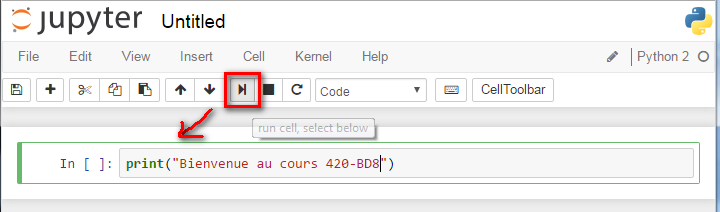 jupyter Untitled
File Edit View Insert Cell Kernel Help Python 2
Code CellToolbar
run cell, select below
In [ ]: print("Bienvenue au cours 420-BD8")